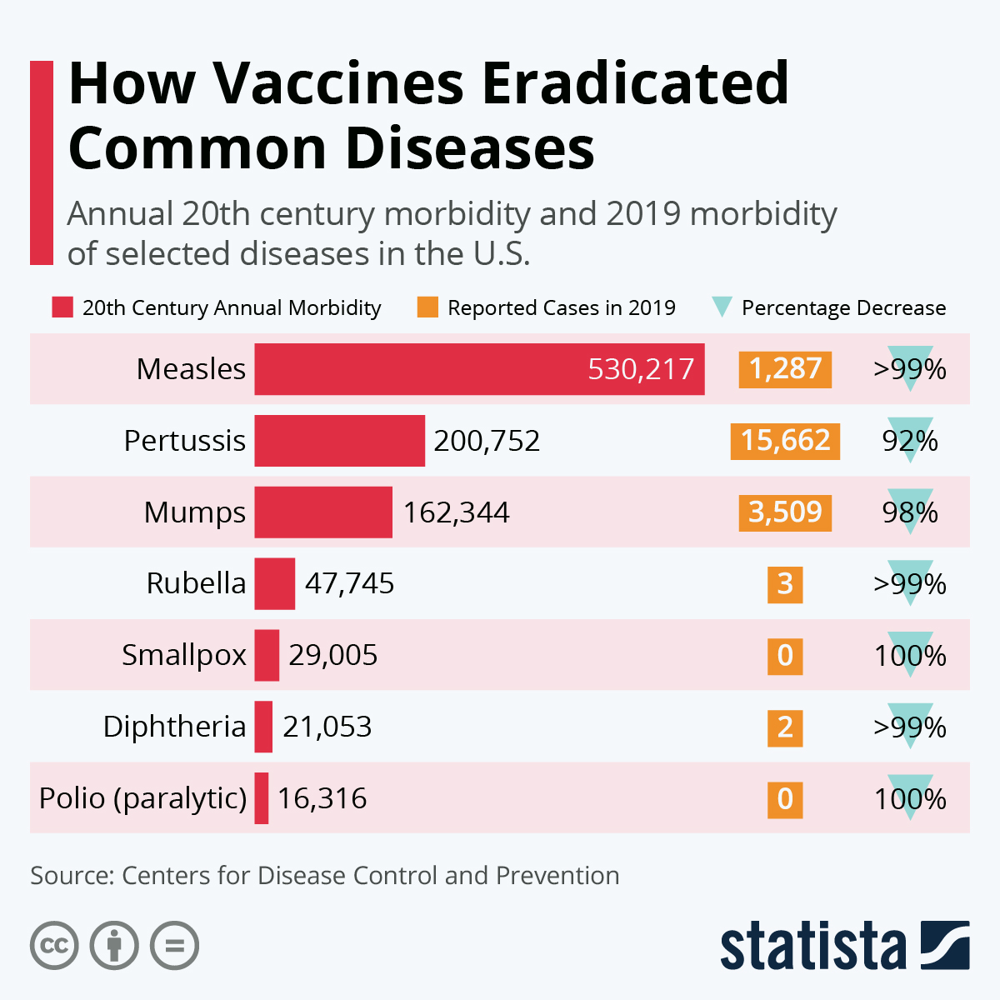 How Vaccines Eradicated
Common Diseases
Annual 20th century morbidity and 2019 morbidity
of selected diseases in the U.S.
20th Century Annual Morbidity Reported Cases in 2019 Percentage Decrease
Measles 530,217 1,287 >99%
Pertussis 200,752 15,662 92%
Mumps 162,344 3,509 98%
Rubella 47,745 3 >99%
Smallpox 29,005 0 100%
Diphtheria 21,053 2 >99%
Polio (paralytic) 16,316 0 100%
Source: Centers for Disease Control and Prevention
cc = statista